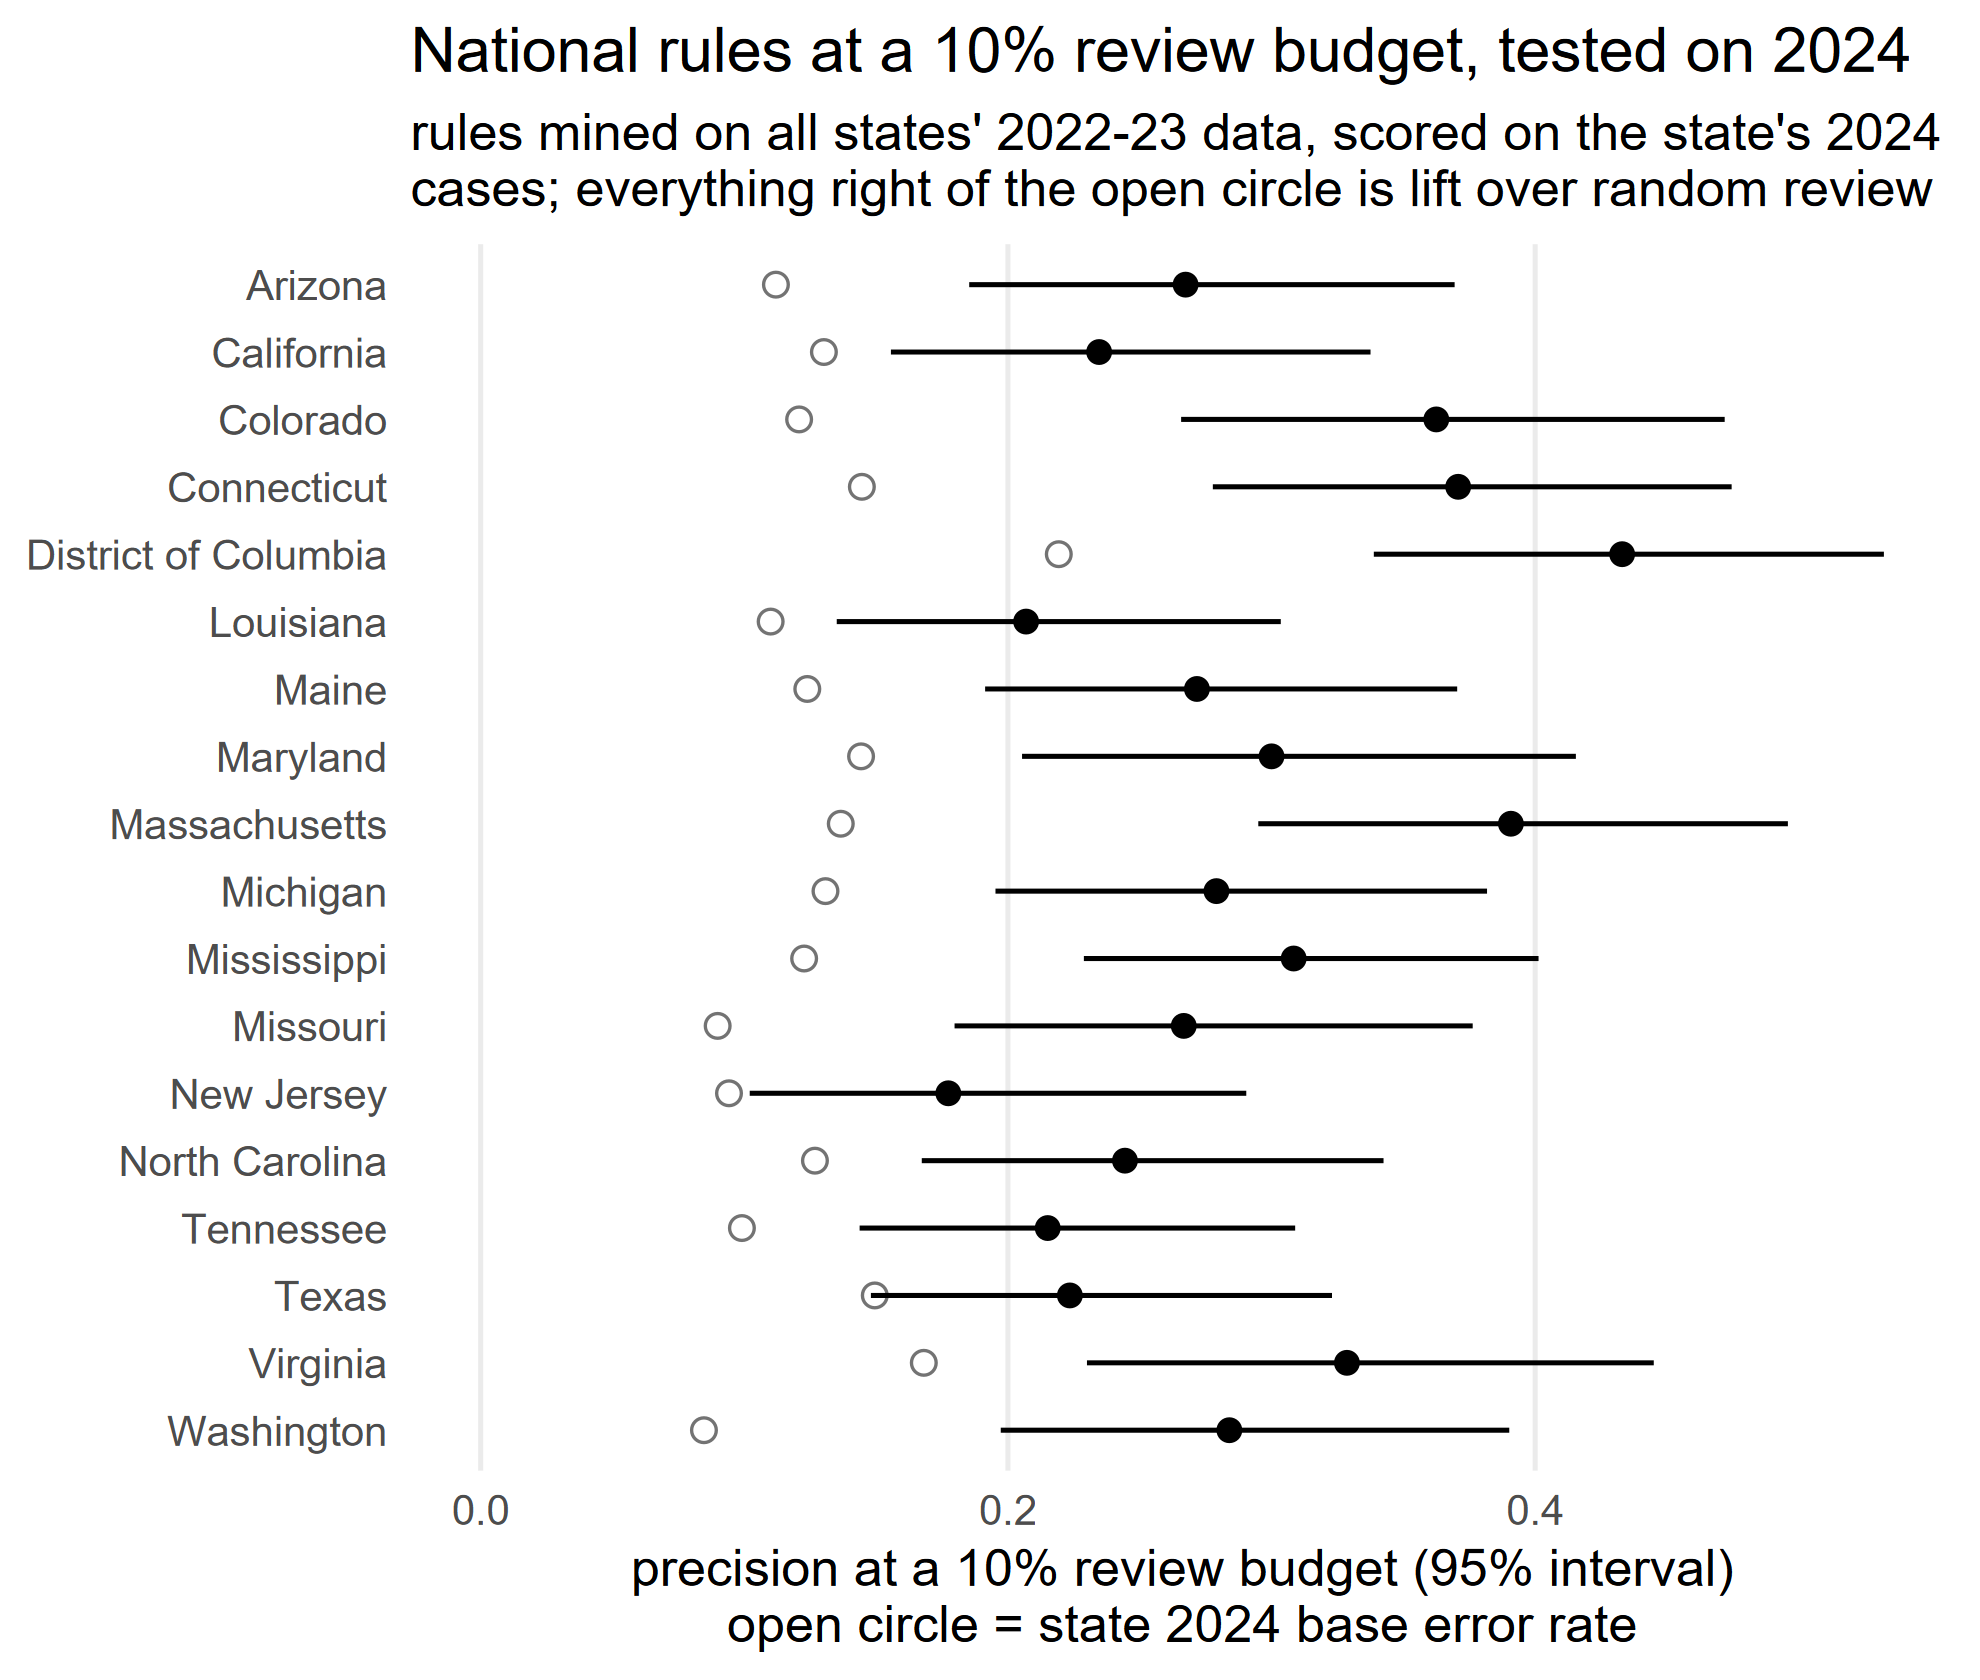 National rules at a 10% review budget, tested on 2024
rules mined on all states' 2022-23 data, scored on the state's 2024
cases; everything right of the open circle is lift over random review
Arizona
California
Colorado
Connecticut
District of Columbia
Louisiana
Maine
Maryland
Massachusetts
Michigan
Mississippi
Missouri
New Jersey
North Carolina
Tennessee
Texas
Virginia
Washington
0.0 0.2 0.4
precision at a 10% review budget (95% interval)
open circle = state 2024 base error rate